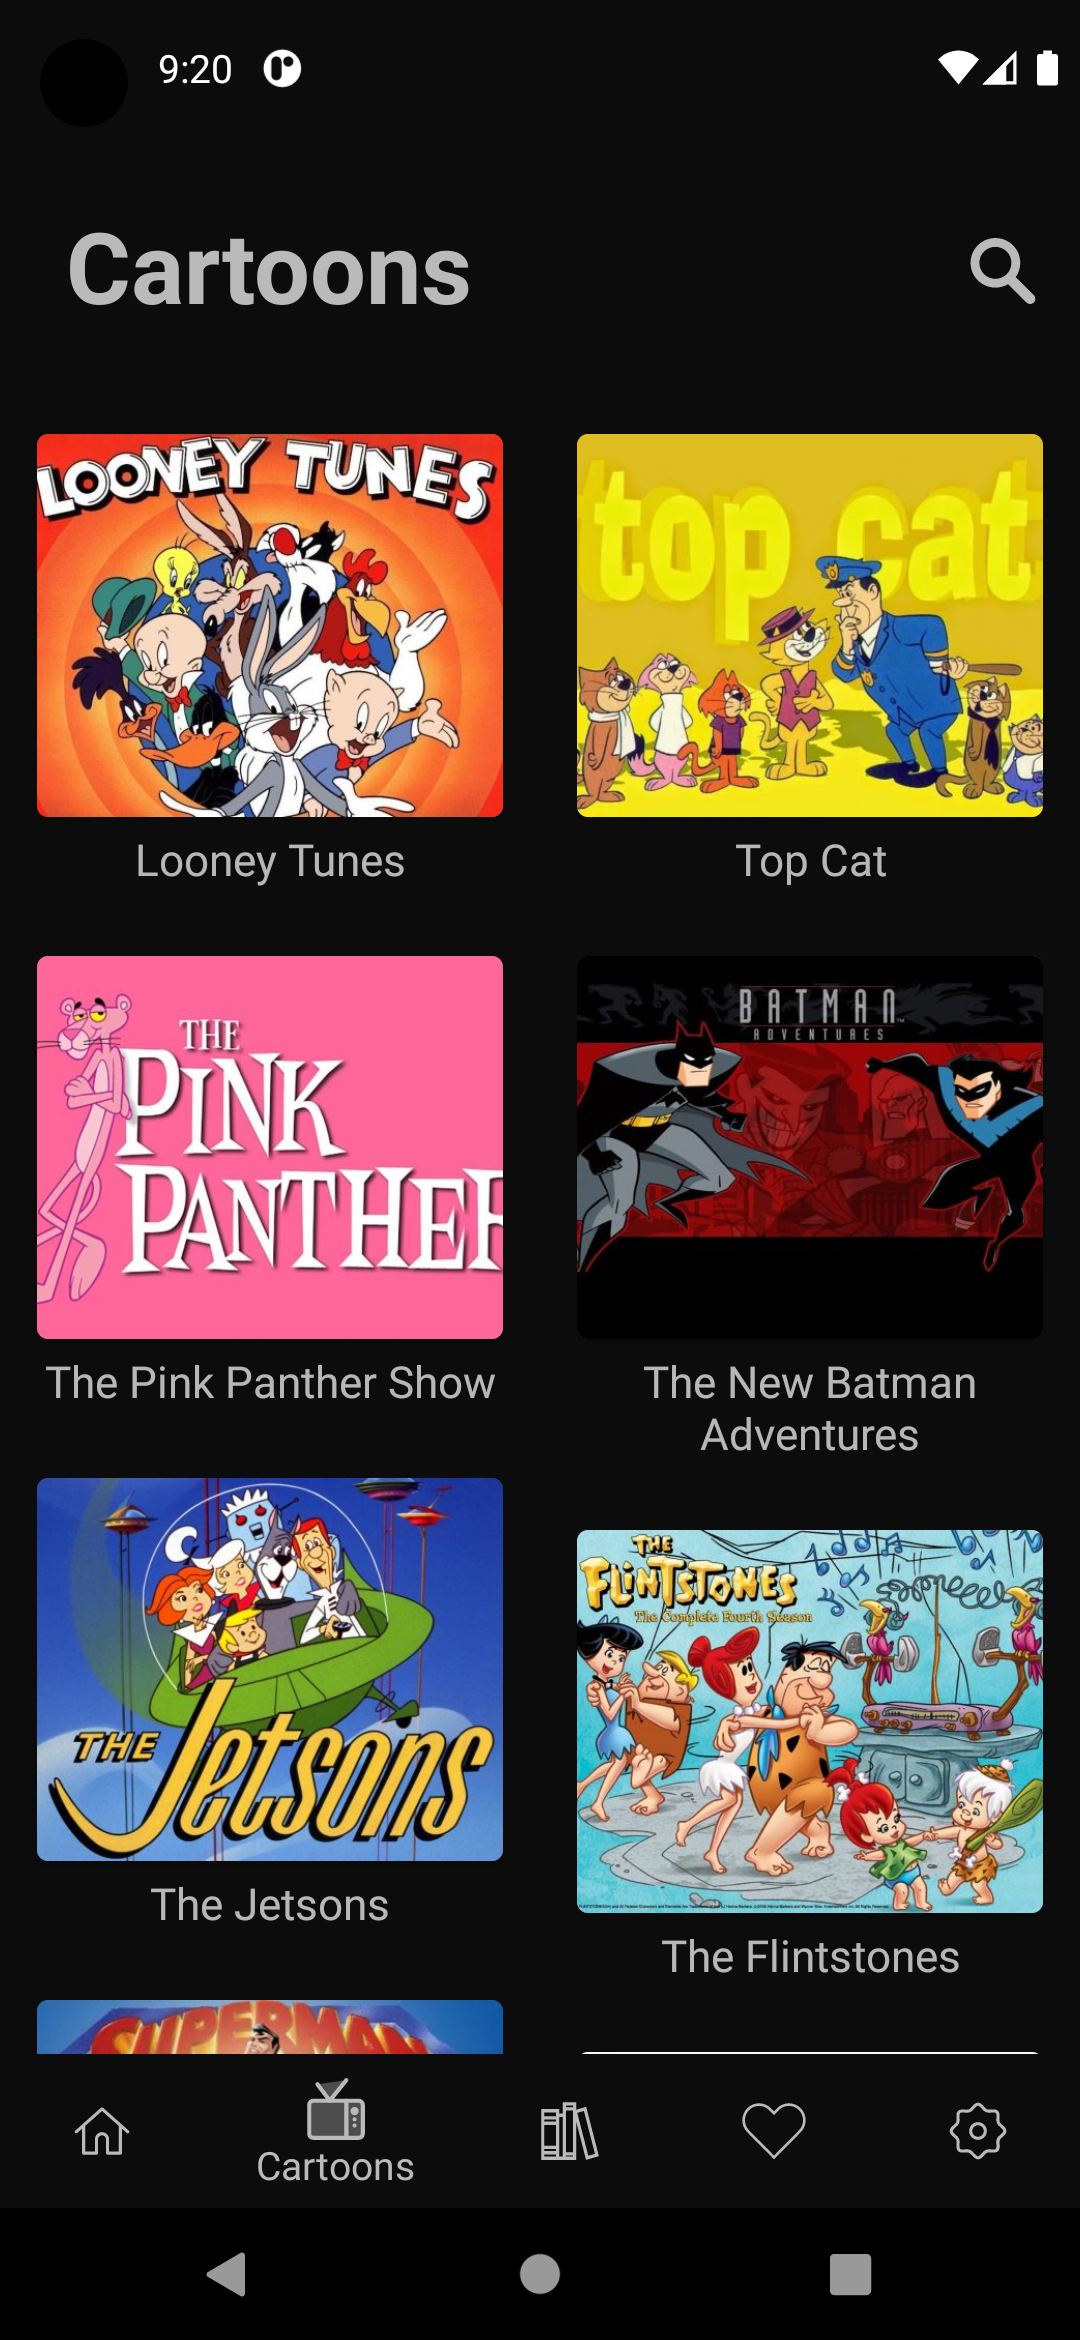 9:20
Cartoons
LOONEY TUNES
top cat
Looney Tunes
Top Cat
THE
PINK
PANTHER
BATMAN™
ADVENTURES
The Pink Panther Show
The New Batman
Adventures
THE Jetsons
THE
FLINTSTONES
The Complete Fourth Season
The Jetsons
The Flintstones
SUPERMAN
Cartoons